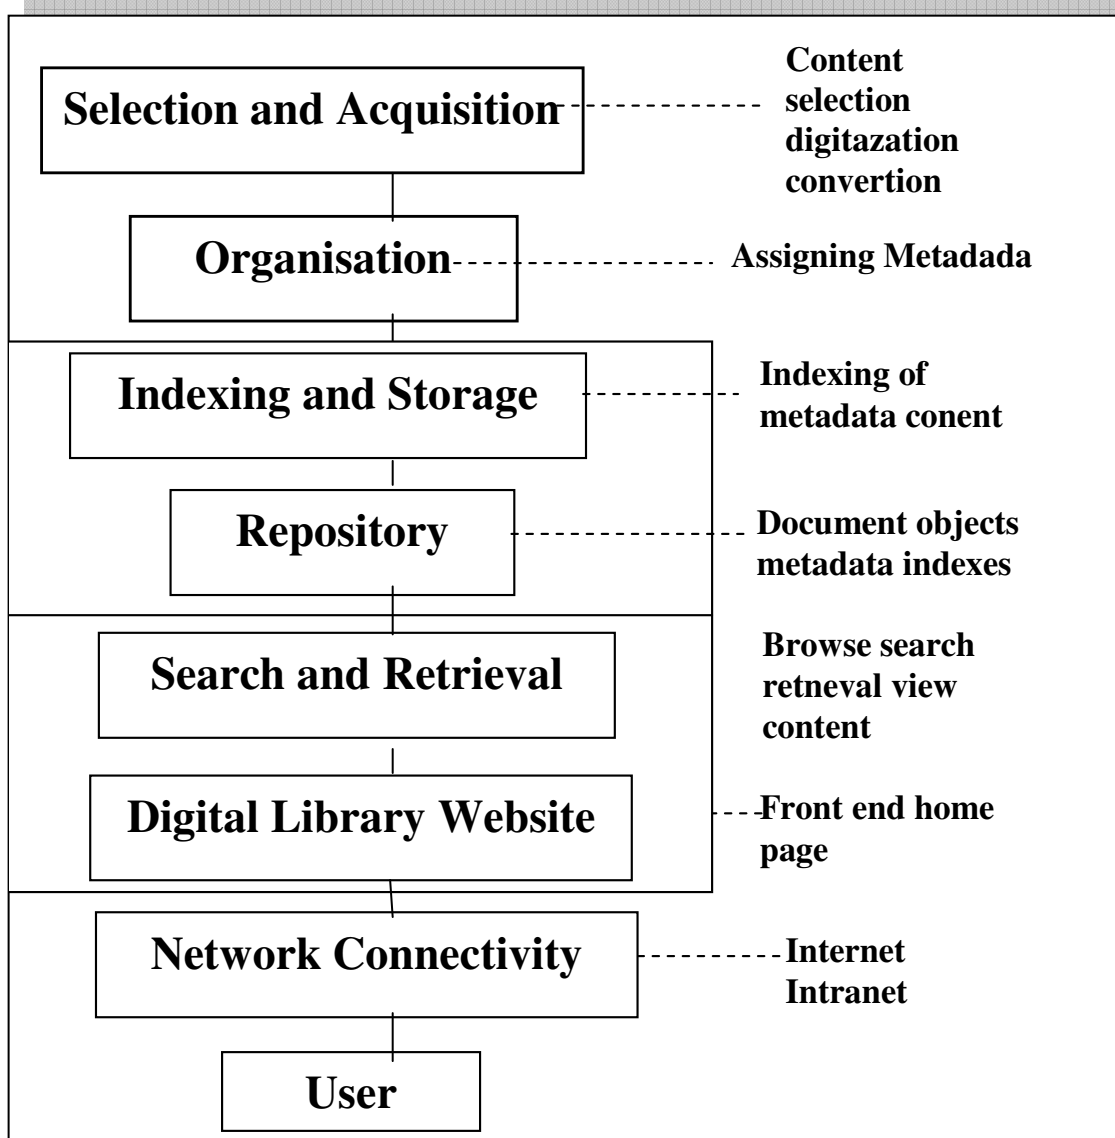 Selection and Acquisition
Content
selection
digitazation
convertion
Organisation
Assigning Metadada
Indexing and Storage
Indexing of
metadata conent
Repository
Document objects
metadata indexes
Search and Retrieval
Browse search
retneval view
content
Digital Library Website
Front end home
page
Network Connectivity
Internet
Intranet
User